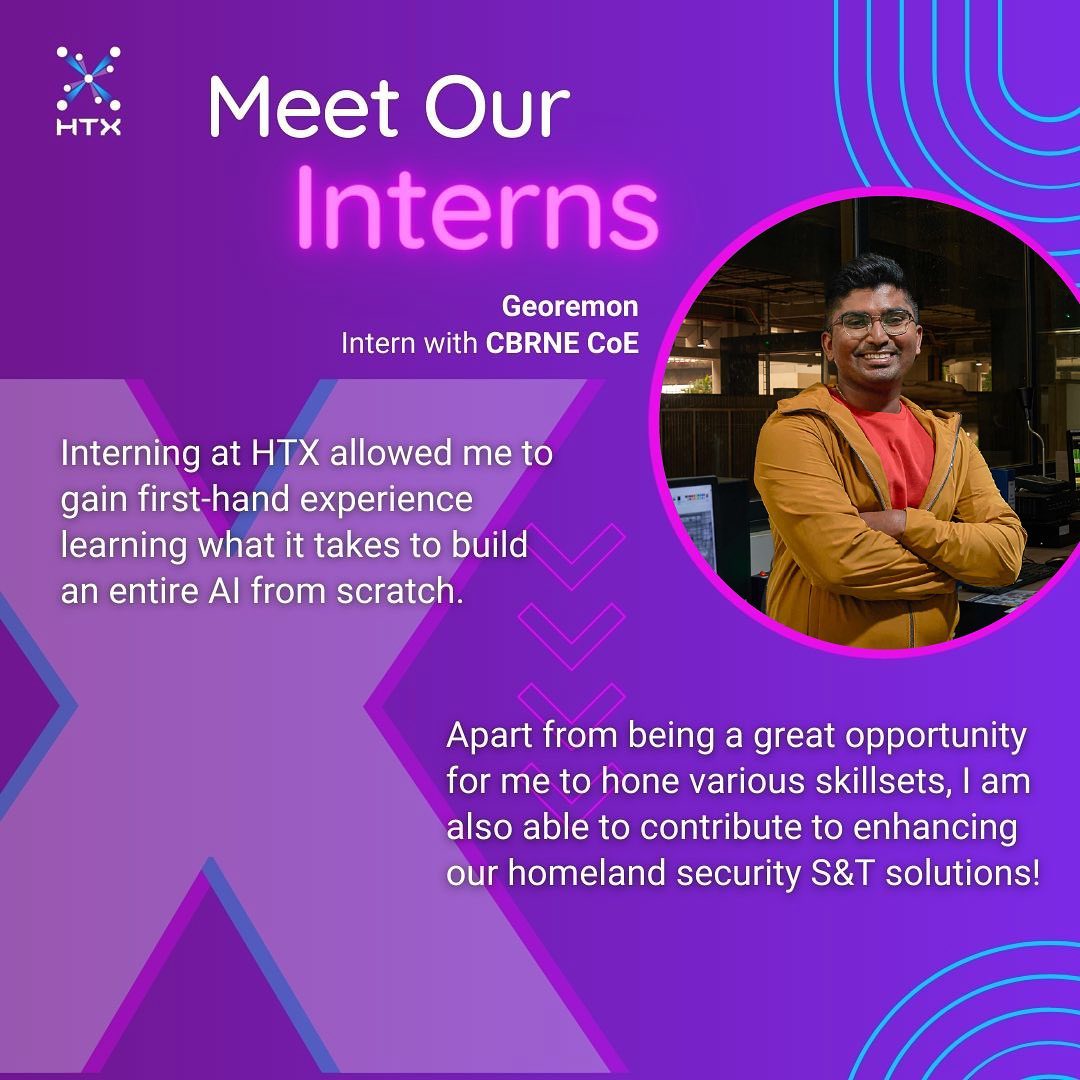 HTX
Meet Our
Interns
Georemon
Intern with CBRNE CoE
Interning at HTX allowed me to
gain first-hand experience
learning what it takes to build
an entire AI from scratch.
Apart from being a great opportunity
for me to hone various skillsets, I am
also able to contribute to enhancing
our homeland security S&T solutions!